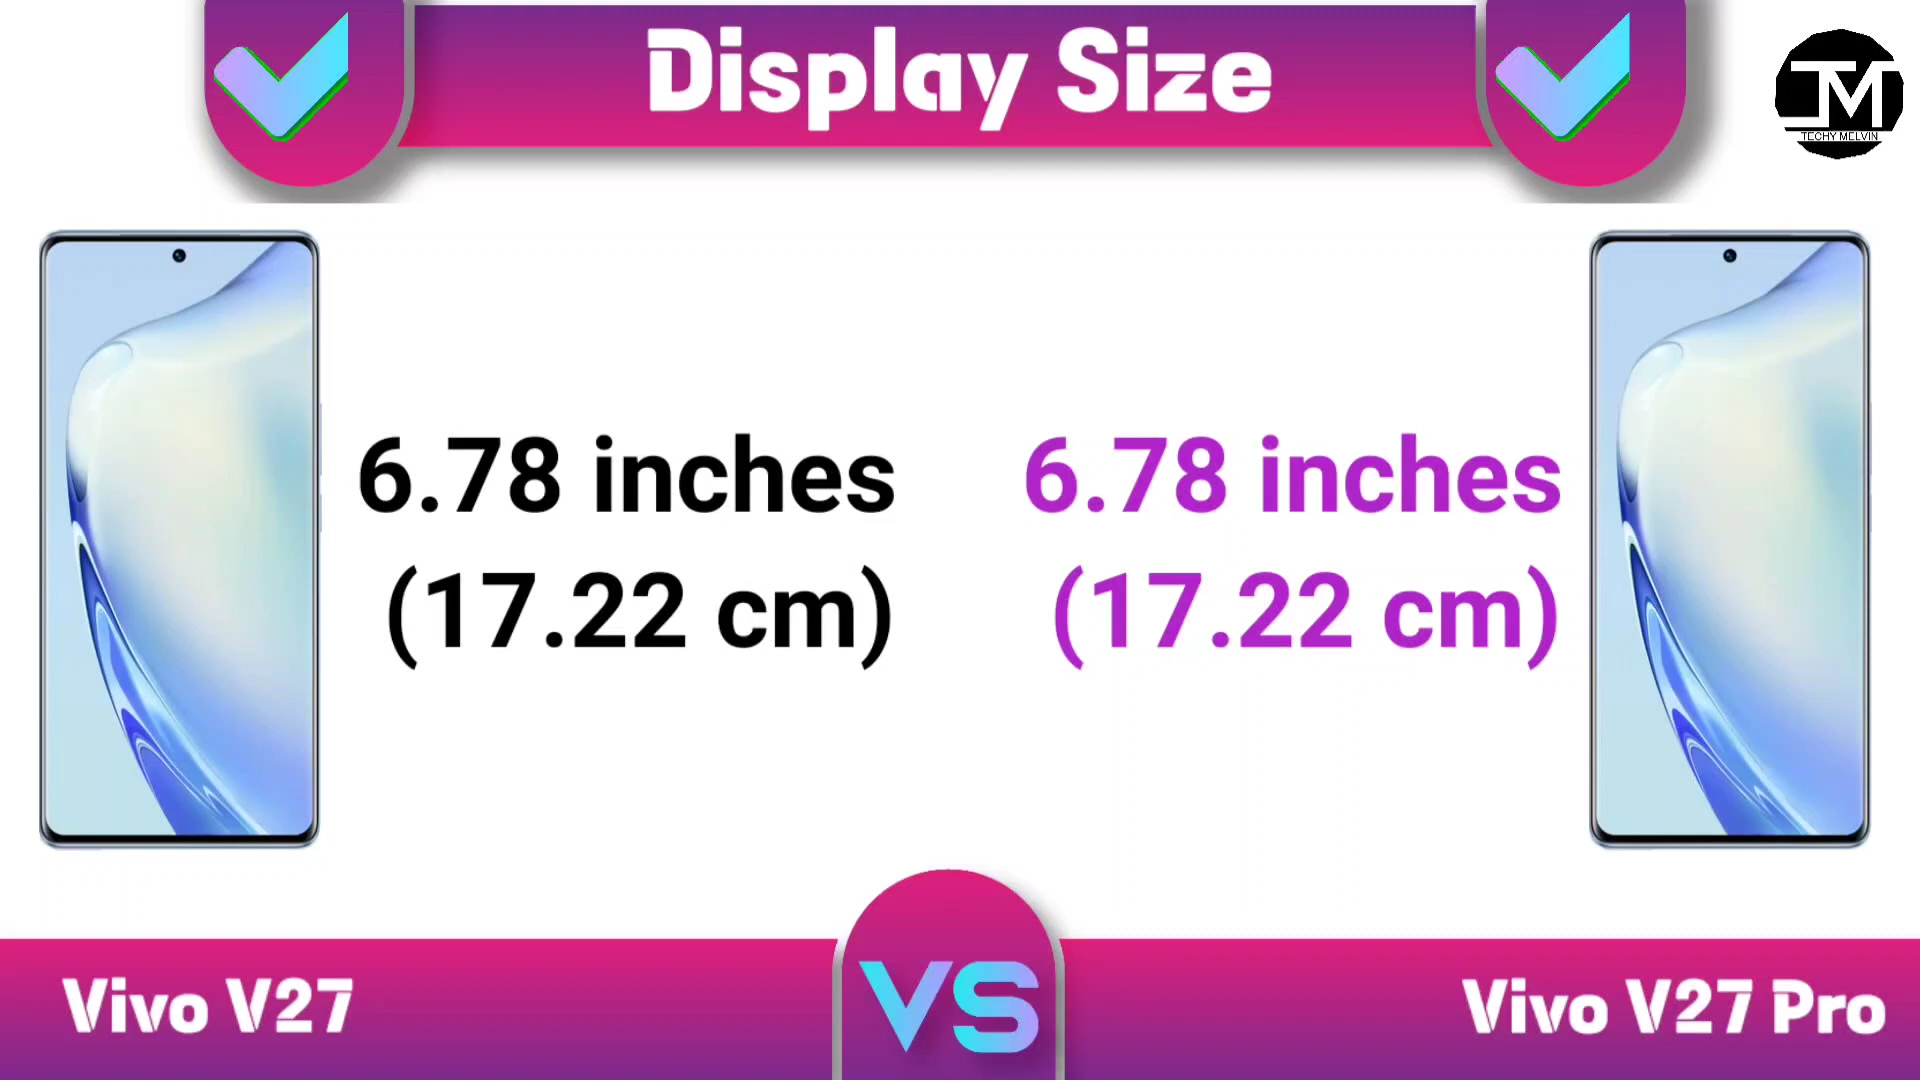 Display Size
TM
TECHY MELVIN
6.78 inches
(17.22 cm)
6.78 inches
(17.22 cm)
Vivo V27
VS
Vivo V27 Pro